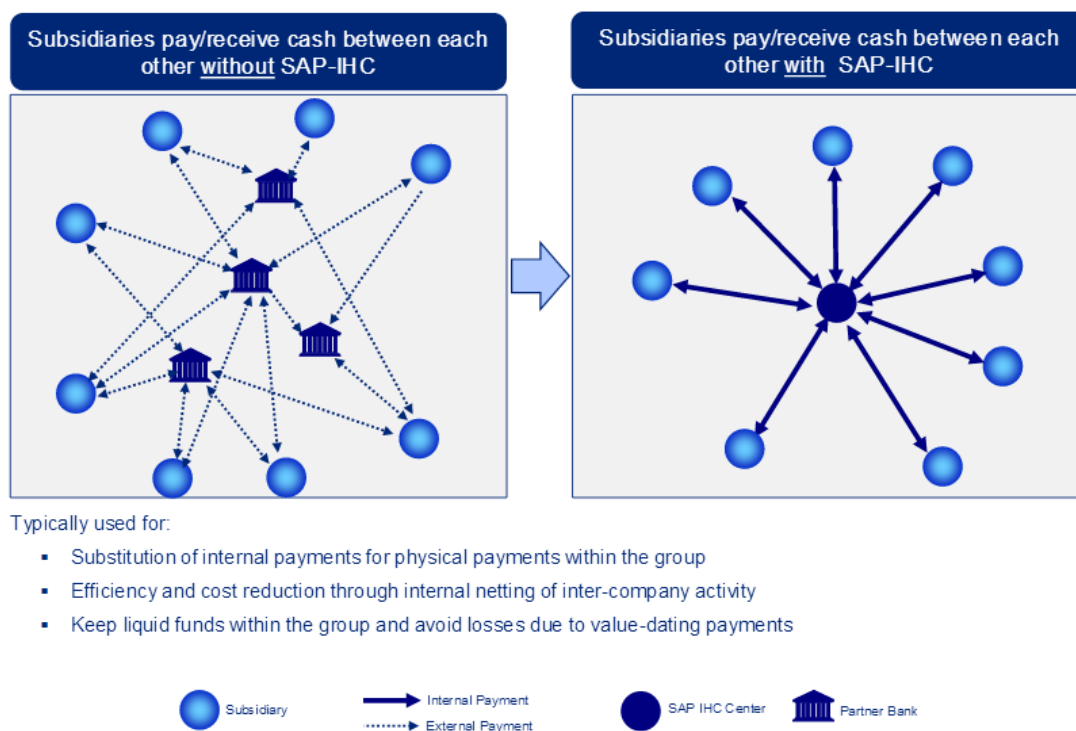 Subsidiaries pay/receive cash between each
other without SAP-IHC
Subsidiaries pay/receive cash between each
other with SAP-IHC
Typically used for:
▪ Substitution of internal payments for physical payments within the group
▪ Efficiency and cost reduction through internal netting of inter-company activity
▪ Keep liquid funds within the group and avoid losses due to value-dating payments
Subsidiary
Internal Payment
External Payment
SAP IHC Center
Partner Bank